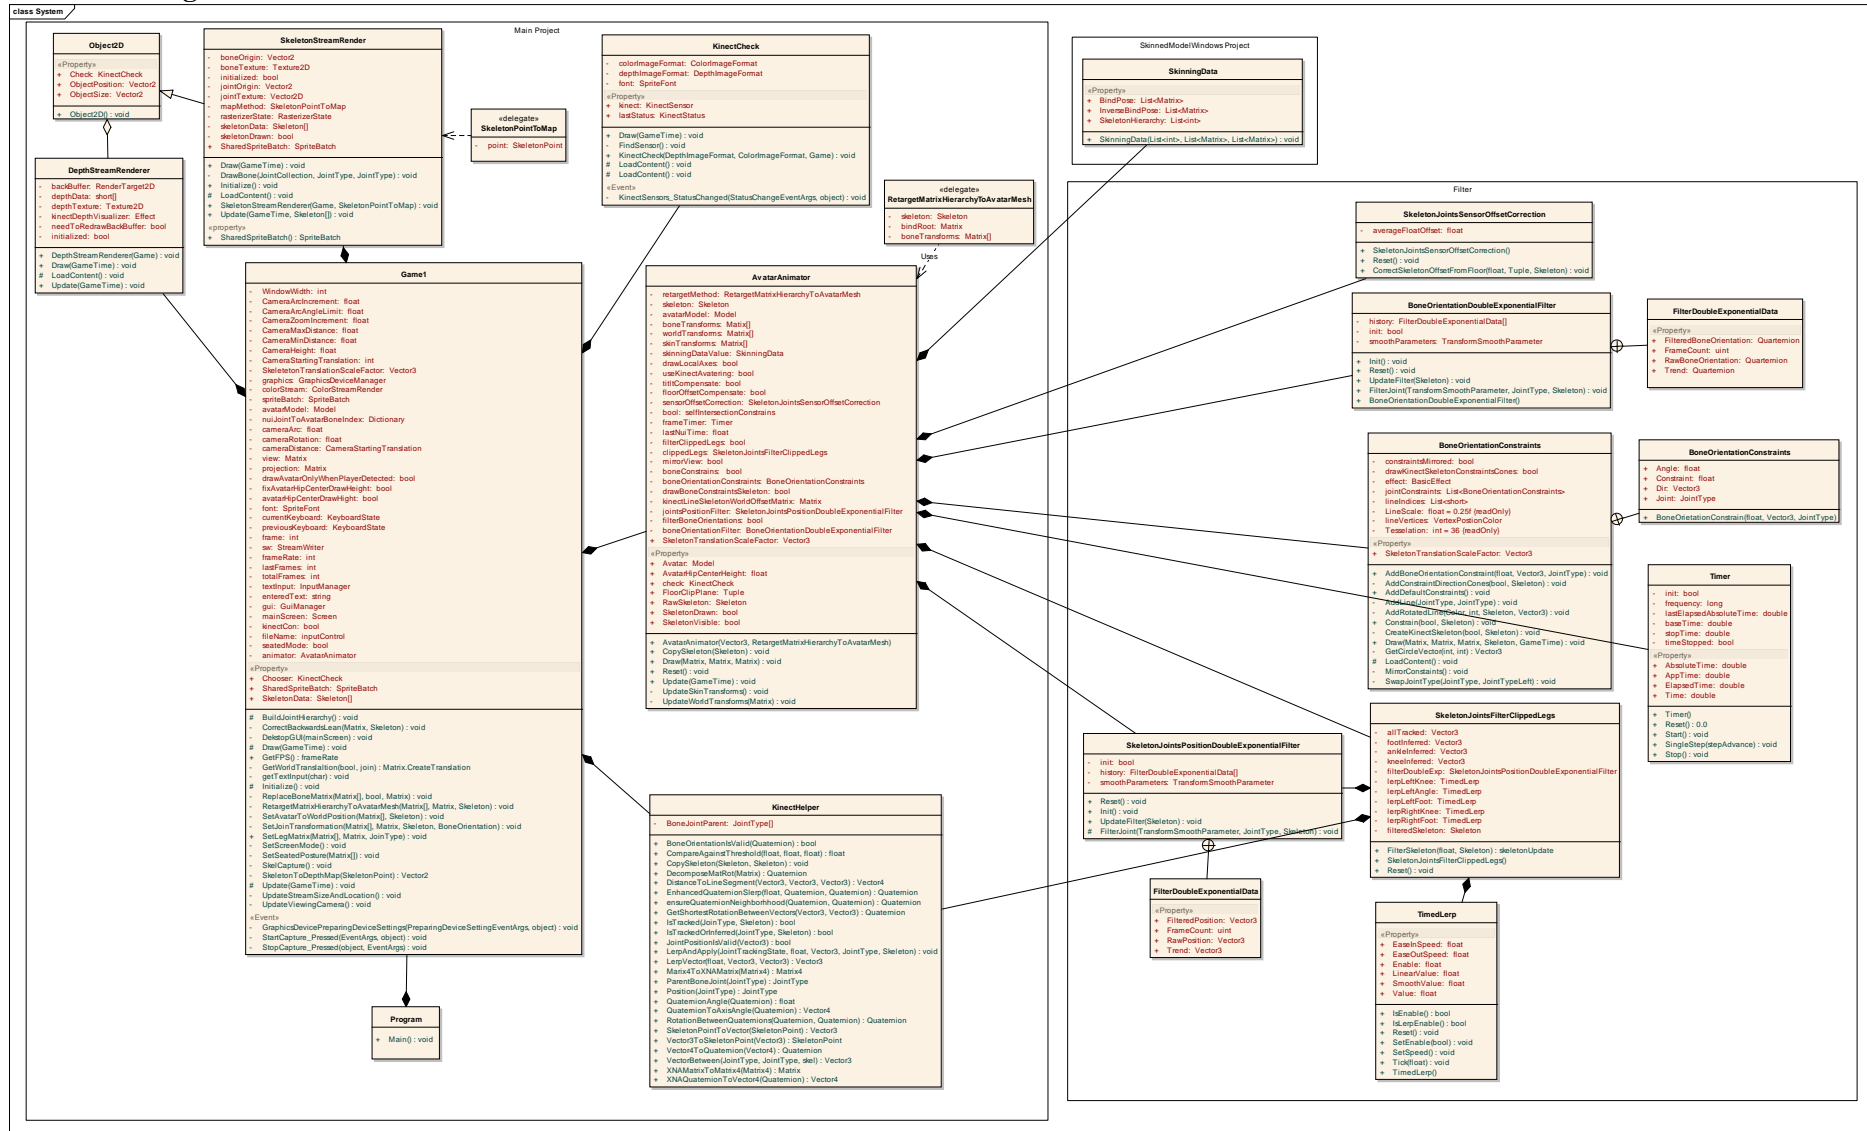 class System
Main Project
Object2D
«Property»
+ Check: KinectCheck
+ ObjectPosition: Vector2
+ ObjectSize: Vector2
+ Object2D() : void
SkeletonStreamRender
- boneOrigin: Vector2
- boneTexture: Texture2D
- initialized: bool
- jointOrigin: Vector2
- jointTexture: Vector2D
- mapMethod: SkeletonPointToMap
- rasterizerState: RasterizerState
- skeletonData: Skeleton[]
- skeletonDrawn: bool
+ SharedSpriteBatch: SpriteBatch
+ Draw(GameTime) : void
- DrawBone(JointCollection, JointType, JointType) : void
+ Initialize() : void
# LoadContent() : void
+ SkeletonStreamRenderer(Game, SkeletonPointToMap) : void
+ Update(GameTime, Skeleton[]) : void
«property»
+ SharedSpriteBatch() : SpriteBatch
«delegate»
SkeletonPointToMap
- point: SkeletonPoint
KinectCheck
- colorImageFormat: ColorImageFormat
- depthImageFormat: DepthImageFormat
- font: SpriteFont
«Property»
+ kinect: KinectSensor
+ lastStatus: KinectStatus
+ Draw(GameTime) : void
- FindSensor() : void
+ KinectCheck(DepthImageFormat, ColorImageFormat, Game) : void
# LoadContent() : void
# LoadContent() : void
«Event»
- KinectSensors_StatusChanged(StatusChangeEventArgs, object) : void
DepthStreamRenderer
- backBuffer: RenderTarget2D
- depthData: short[]
- depthTexture: Texture2D
- kinectDepthVisualizer: Effect
- needToRedrawBackBuffer: bool
- initialized: bool
+ DepthStreamRenderer(Game) : void
+ Draw(GameTime) : void
# LoadContent() : void
+ Update(GameTime) : void
«delegate»
RetargetMatrixHierarchyToAvatarMesh
- skeleton: Skeleton
- bindRoot: Matrix
- boneTransforms: Matrix[]
Uses
Game1
- WindowWidth: int
- CameraArcIncrement: float
- CameraArcAngleLimit: float
- CameraZoomIncrement: float
- CameraMaxDistance: float
- CameraMinDistance: float
- CameraHeight: float
- CameraStartingTranslation: int
- SkeletonTranslationScaleFactor: Vector3
- graphics: GraphicsDeviceManager
- colorStream: ColorStreamRender
- spriteBatch: SpriteBatch
- avatarModel: Model
- nuiJointToAvatarBoneIndex: Dictionary
- cameraArc: float
- cameraRotation: float
- cameraDistance: CameraStartingTranslation
- view: Matrix
- projection: Matrix
- drawAvatarOnlyWhenPlayerDetected: bool
- fixAvatarHipCenterDrawHeight: bool
- avatarHipCenterDrawHight: bool
- font: SpriteFont
- currentKeyboard: KeyboardState
- previousKeyboard: KeyboardState
- frame: int
- sw: StreamWriter
- frameRate: int
- lastFrames: int
- totalFrames: int
- textInput: InputManager
- enteredText: string
- gui: GuiManager
- mainScreen: Screen
- kinectCon: bool
- fileName: inputControl
- seatedMode: bool
- animator: AvatarAnimator
«Property»
+ Chooser: KinectCheck
+ SharedSpriteBatch: SpriteBatch
+ SkeletonData: Skeleton[]
# BuildJointHierarchy() : void
- CorrectBackwardsLean(Matrix, Skeleton) : void
- DekstopGUI(mainScreen) : void
# Draw(GameTime) : void
+ GetFPS() : frameRate
- GetWorldTranslaltion(bool, join) : Matrix.CreateTranslation
- getTextInput(char) : void
# Initialize() : void
- ReplaceBoneMatrix(Matrix[], bool, Matrix) : void
- RetargetMatrixHierarchyToAvatarMesh(Matrix[], Matrix, Skeleton) : void
- SetAvatarToWorldPosition(Matrix[], Skeleton) : void
- SetJoinTransformation(Matrix[], Matrix, Skeleton, BoneOrientation) : void
+ SetLegMatrix(Matrix[], Matrix, JoinType) : void
- SetScreenMode() : void
- SetSeatedPosture(Matrix[]) : void
- SkelCapture() : void
- SkeletonToDepthMap(SkeletonPoint) : Vector2
# Update(GameTime) : void
- UpdateStreamSizeAndLocation() : void
- UpdateViewingCamera() : void
«Event»
- GraphicsDevicePreparingDeviceSettings(PreparingDeviceSettingEventArgs, object) : void
- StartCapture_Pressed(EventArgs, object) : void
- StopCapture_Pressed(object, EventArgs) : void
AvatarAnimator
- retargetMethod: RetargetMatrixHierarchyToAvatarMesh
- skeleton: Skeleton
- avatarModel: Model
- boneTransforms: Matix[]
- worldTransforms: Matrix[]
- skinTransforms: Matrix[]
- skinningDataValue: SkinningData
- drawLocalAxes: bool
- useKinectAvatering: bool
- titltCompensate: bool
- floorOffsetCompensate: bool
- sensorOffsetCorrection: SkeletonJointsSensorOffsetCorrection
- bool: selfIntersectionConstrains
- frameTimer: Timer
- lastNuiTime: float
- filterClippedLegs: bool
- clippedLegs: SkeletonJointsFilterClippedLegs
- mirrorView: bool
- boneConstrains: bool
- boneOrientationConstraints: BoneOrientationConstraints
- drawBoneConstraintsSkeleton: bool
- kinectLineSkeletonWorldOffsetMatrix: Matrix
- jointsPositionFilter: SkeletonJointsPositionDoubleExponentialFilter
- filterBoneOrientations: bool
- boneOrientationFilter: BoneOrientationDoubleExponentialFilter
+ SkeletonTranslationScaleFactor: Vector3
«Property»
+ Avatar: Model
+ AvatarHipCenterHeight: float
+ check: KinectCheck
+ FloorClipPlane: Tuple
+ RawSkeleton: Skeleton
+ SkeletonDrawn: bool
+ SkeletonVisible: bool
+ AvatarAnimator(Vector3, RetargetMatrixHierarchyToAvatarMesh)
+ CopySkeleton(Skeleton) : void
+ Draw(Matrix, Matrix, Matrix) : void
+ Reset() : void
+ Update(GameTime) : void
- UpdateSkinTransforms() : void
- UpdateWorldTransforms(Matrix) : void
KinectHelper
- BoneJointParent: JointType[]
+ BoneOrientationIsValid(Quaternion) : bool
+ CompareAgainstThreshold(float, float, float) : float
+ CopySkeleton(Skeleton, Skeleton) : void
+ DecomposeMatRot(Matrix) : Quaternion
+ DistanceToLineSegment(Vector3, Vector3, Vector3) : Vector4
+ EnhancedQuaternionSlerp(float, Quaternion, Quaternion) : Quaternion
+ ensureQuaternionNeighborhhood(Quaternion, Quaternion) : Quaternion
+ GetShortestRotationBetweenVectors(Vector3, Vector3) : Quaternion
+ IsTracked(JoinType, Skeleton) : bool
+ IsTrackedOrInferred(JointType, Skeleton) : bool
+ JointPositionIsValid(Vector3) : bool
+ LerpAndApply(JointTrackingState, float, Vector3, JointType, Skeleton) : void
+ LerpVector(float, Vector3, Vector3) : Vector3
+ Marix4ToXNAMatrix(Matrix4) : Matrix4
+ ParentBoneJoint(JointType) : JointType
+ Position(JointType) : JointType
+ QuaternionAngle(Quaternion) : float
+ QuaternionToAxisAngle(Quaternion) : Vector4
+ RotationBetweenQuaternions(Quaternion, Quaternion) : Quaternion
+ SkeletonPointToVector(SkeletonPoint) : Vector3
+ Vector3ToSkeletonPoint(Vector3) : SkeletonPoint
+ Vector4ToQuaternion(Vector4) : Quaternion
+ VectorBetween(JointType, JointType, skel) : Vector3
+ XNAMatrixToMatrix4(Matrix4) : Matrix
+ XNAQuaternionToVector4(Quaternion) : Vector4
Program
+ Main() : void
SkinnedModelWindows Project
SkinningData
«Property»
+ BindPose: List<Matrix>
+ InverseBindPose: List<Matrix>
+ SkeletonHierarchy: List<int>
+ SkinningData(List<int>, List<Matrix>, List<Matrix>) : void
Filter
SkeletonJointsSensorOffsetCorrection
- averageFloatOffset: float
+ SkeletonJointsSensorOffsetCorrection()
+ Reset() : void
+ CorrectSkeletonOffsetFromFloor(float, Tuple, Skeleton) : void
BoneOrientationDoubleExponentialFilter
- history: FilterDoubleExponentialData[]
- init: bool
- smoothParameters: TransformSmoothParameter
+ Init() : void
+ Reset() : void
+ UpdateFilter(Skeleton) : void
+ FilterJoint(TransformSmoothParameter, JointType, Skeleton) : void
+ BoneOrientationDoubleExponentialFilter()
FilterDoubleExponentialData
«Property»
+ FilteredBoneOrientation: Quarternion
+ FrameCount: uint
+ RawBoneOrientation: Quarternion
+ Trend: Quarternion
BoneOrientationConstraints
- constraintsMirrored: bool
- drawKinectSkeletonConstraintsCones: bool
- effect: BasicEffect
- jointConstraints: List<BoneOrientationConstraints>
- lineIndices: List<short>
- LineScale: float = 0.25f {readOnly}
- lineVertices: VertexPostionColor
- Tesselation: int = 36 {readOnly}
«Property»
+ SkeletonTranslationScaleFactor: Vector3
+ AddBoneOrientationConstraint(float, Vector3, JointType) : void
- AddConstraintDirectionCones(bool, Skeleton) : void
+ AddDefaultConstraints() : void
- AddLine(JointType, JointType) : void
- AddRotatedLine(Color, int, Skeleton, Vector3) : void
+ Constrain(bool, Skeleton) : void
- CreateKinectSkeleton(bool, Skeleton) : void
+ Draw(Matrix, Matrix, Matrix, Skeleton, GameTime) : void
- GetCircleVector(int, int) : Vector3
# LoadContent() : void
- MirrorConstaints() : void
- SwapJointType(JointType, JointTypeLeft) : void
BoneOrientationConstraints
+ Angle: float
+ Constraint: float
+ Dir: Vector3
+ Joint: JointType
+ BoneOrietationConstrain(float, Vector3, JointType)
Timer
- init: bool
- frequency: long
- lastElapsedAbsoluteTime: double
- baseTime: double
- stopTime: double
- timeStopped: bool
«Property»
+ AbsoluteTime: double
+ AppTime: double
+ ElapsedTime: double
+ Time: double
+ Timer()
+ Reset() : 0.0
+ Start() : void
+ SingleStep(stepAdvance) : void
+ Stop() : void
SkeletonJointsFilterClippedLegs
- allTracked: Vector3
- footInferred: Vector3
- ankleInferred: Vector3
- kneeInferred: Vector3
- filterDoubleExp: SkeletonJointsPositionDoubleExponentialFilter
- lerpLeftKnee: TimedLerp
- lerpLeftAngle: TimedLerp
- lerpLeftFoot: TimedLerp
- lerpRightKnee: TimedLerp
- lerpRightFoot: TimedLerp
- filteredSkeleton: Skeleton
+ FilterSkeleton(float, Skeleton) : skeletonUpdate
+ SkeletonJointsFilterClippedLegs()
+ Reset() : void
SkeletonJointsPositionDoubleExponentialFilter
- init: bool
- history: FilterDoubleExponentialData[]
- smoothParameters: TransformSmoothParameter
+ Reset() : void
+ Init() : void
+ UpdateFilter(Skeleton) : void
# FilterJoint(TransformSmoothParameter, JointType, Skeleton) : void
FilterDoubleExponentialData
«Property»
+ FilteredPosition: Vector3
+ FrameCount: uint
+ RawPosition: Vector3
+ Trend: Vector3
TimedLerp
«Property»
+ EaseInSpeed: float
+ EaseOutSpeed: float
+ Enable: float
+ LinearValue: float
+ SmoothValue: float
+ Value: float
+ IsEnable() : bool
+ IsLerpEnable() : bool
+ Reset() : void
+ SetEnable(bool) : void
+ SetSpeed() : void
+ Tick(float) : void
+ TimedLerp()